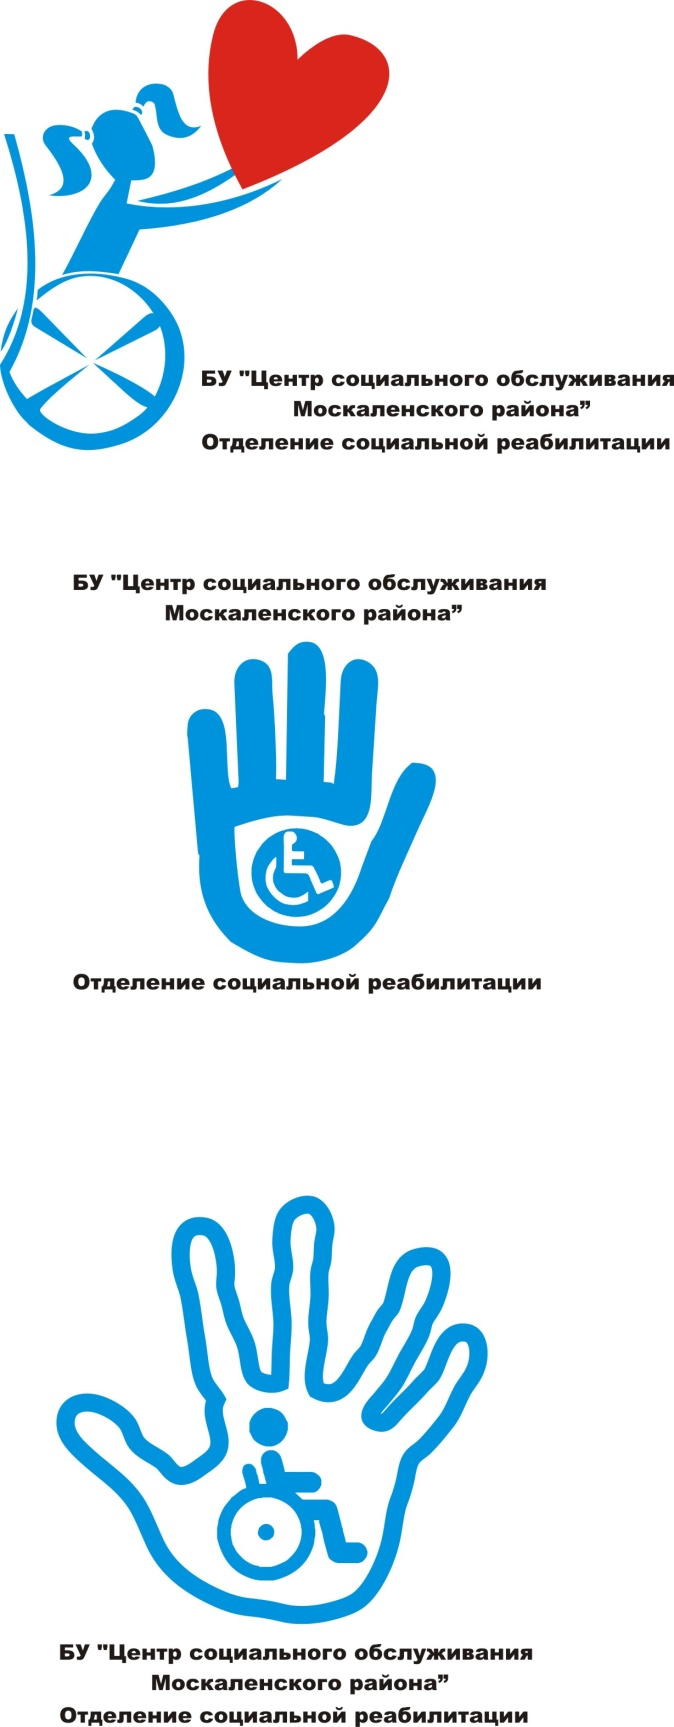 БУ "Центр социального обслуживания
Москаленского района”
Отделение социальной реабилитации
БУ "Центр социального обслуживания
Москаленского района”
Отделение социальной реабилитации
БУ "Центр социального обслуживания
Москаленского района”
Отделение социальной реабилитации